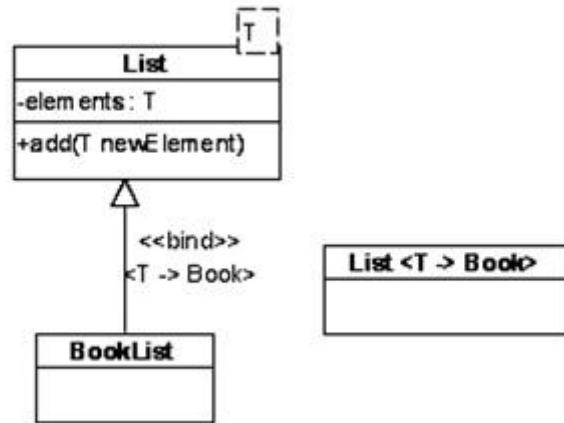 T
List
-elements: T
+add(T newElement)
<<bind>>
<T -> Book>
List <T -> Book>
BookList